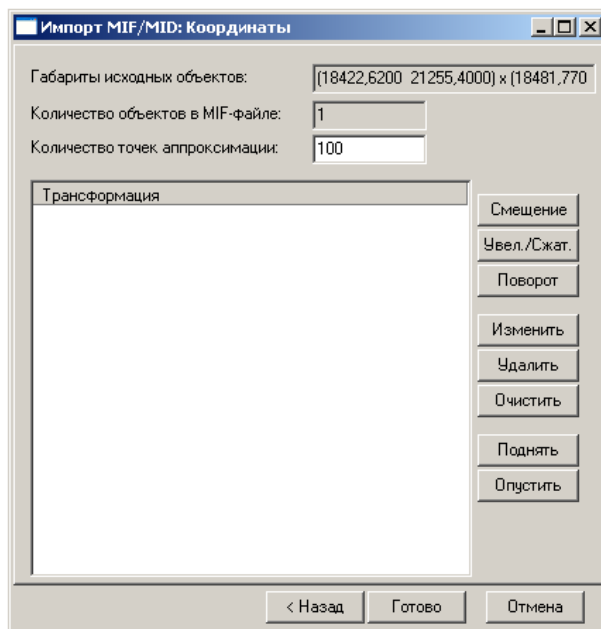 Импорт MIF/MID: Координаты
Габариты исходных объектов: (18422,6200 21255,4000) x (18481,770
Количество объектов в MIF-файле: 1
Количество точек аппроксимации: 100
Трансформация
Смещение
Увел./Сжат.
Поворот
Изменить
Удалить
Очистить
Поднять
Опустить
< Назад Готово Отмена